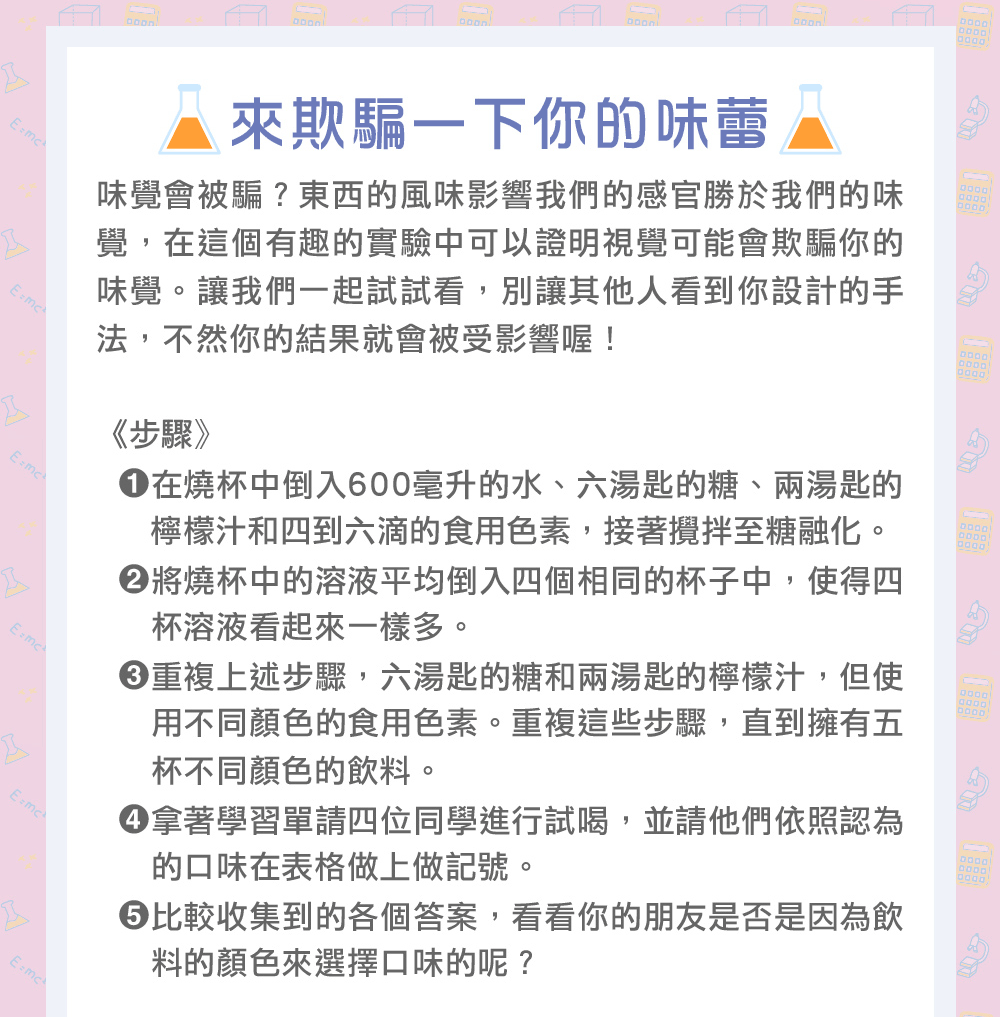 來欺騙一下你的味蕾
味覺會被騙？東西的風味影響我們的感官勝於我們的味
覺，在這個有趣的實驗中可以證明視覺可能會欺騙你的
味覺。讓我們一起試試看，別讓其他人看到你設計的手
法，不然你的結果就會被受影響喔！
《步驟》
❶在燒杯中倒入600毫升的水、六湯匙的糖、兩湯匙的
檸檬汁和四到六滴的食用色素，接著攪拌至糖融化。
❷將燒杯中的溶液平均倒入四個相同的杯子中，使得四
杯溶液看起來一樣多。
❸重複上述步驟，六湯匙的糖和兩湯匙的檸檬汁，但使
用不同顏色的食用色素。重複這些步驟，直到擁有五
杯不同顏色的飲料。
❹拿著學習單請四位同學進行試喝，並請他們依照認為
的口味在表格做上做記號。
❺比較收集到的各個答案，看看你的朋友是否是因為飲
料的顏色來選擇口味的呢？